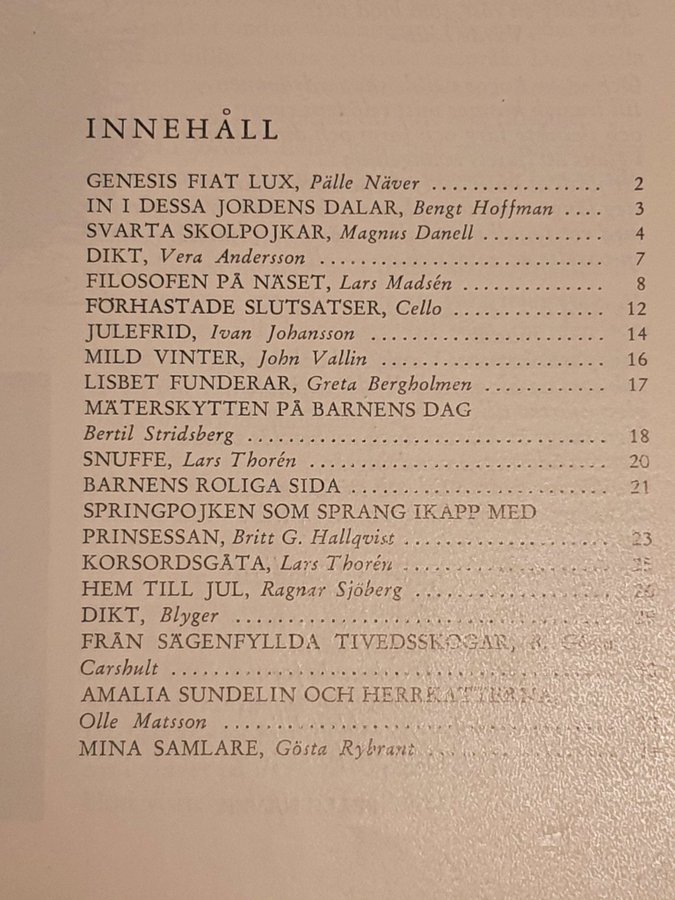 INNEHÅLL
GENESIS FIAT LUX, Pälle Näver ................. 2
IN I DESSA JORDENS DALAR, Bengt Hoffman .... 3
SVARTA SKOLPOJKAR, Magnus Danell ............ 4
DIKT, Vera Andersson ............................ 7
FILOSOFEN PÅ NÄSET, Lars Madsén .............. 8
FÖRHASTADE SLUTSATSER, Cello ............... 12
JULEFRID, Ivan Johansson ........................ 14
MILD VINTER, John Vallin ...................... 16
LISBET FUNDERAR, Greta Bergholmen ............ 17
MÄTERSKYTTEN PÅ BARNENS DAG
Bertil Stridsberg .................................... 18
SNUFFE, Lars Thorén .............................. 20
BARNENS ROLIGA SIDA .......................... 21
SPRINGPOJKEN SOM SPRANG IKAPP MED
PRINSESSAN, Britt G. Hallqvist .................... 23
KORSORDSGÅTA, Lars Thorén ....................
HEM TILL JUL, Ragnar Sjöberg ...................
DIKT, Blyger ..................................
FRÅN SÄGENFYLLDA TIVEDSSKOGAR,
Carshult ..........................................
AMALIA SUNDELIN OCH HERRKATTERNA
Olle Matsson ....................................
MINA SAMLARE, Gösta Rybrant ..................